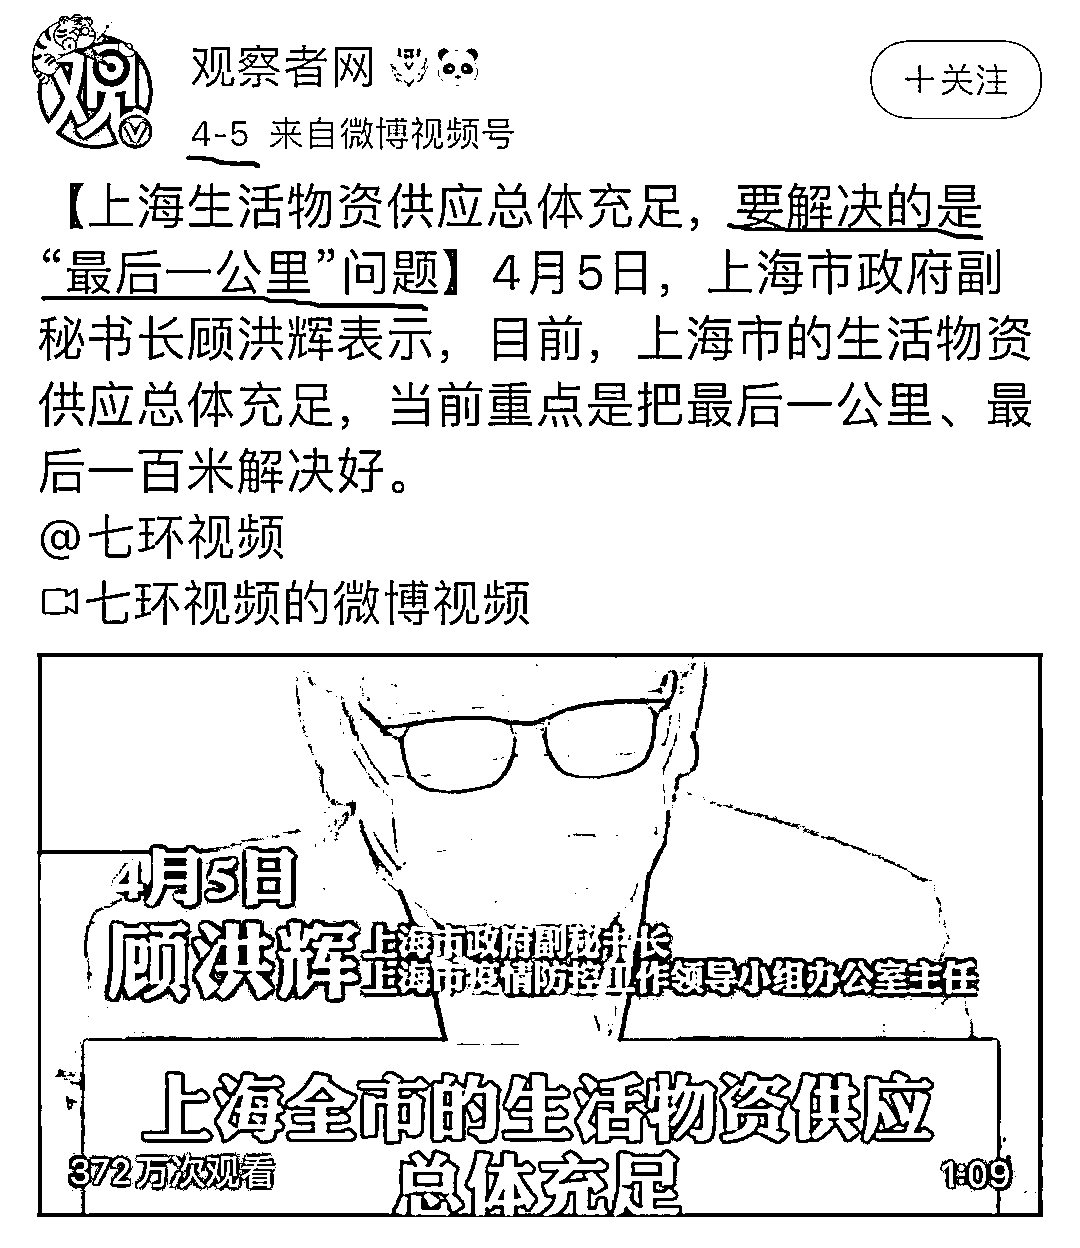 观察者网
+关注
4-5 来自微博视频号
【上海生活物资供应总体充足，要解决的是
“最后一公里”问题】4月5日，上海市政府副
秘书长顾洪辉表示，目前，上海市的生活物资
供应总体充足，当前重点是把最后一公里、最
后一百米解决好。
@七环视频
七环视频的微博视频
4月5日
顾洪辉 上海市政府副秘书长
上海市疫情防控工作领导小组办公室主任
上海全市的生活物资供应
总体充足
372万次观看
1:09